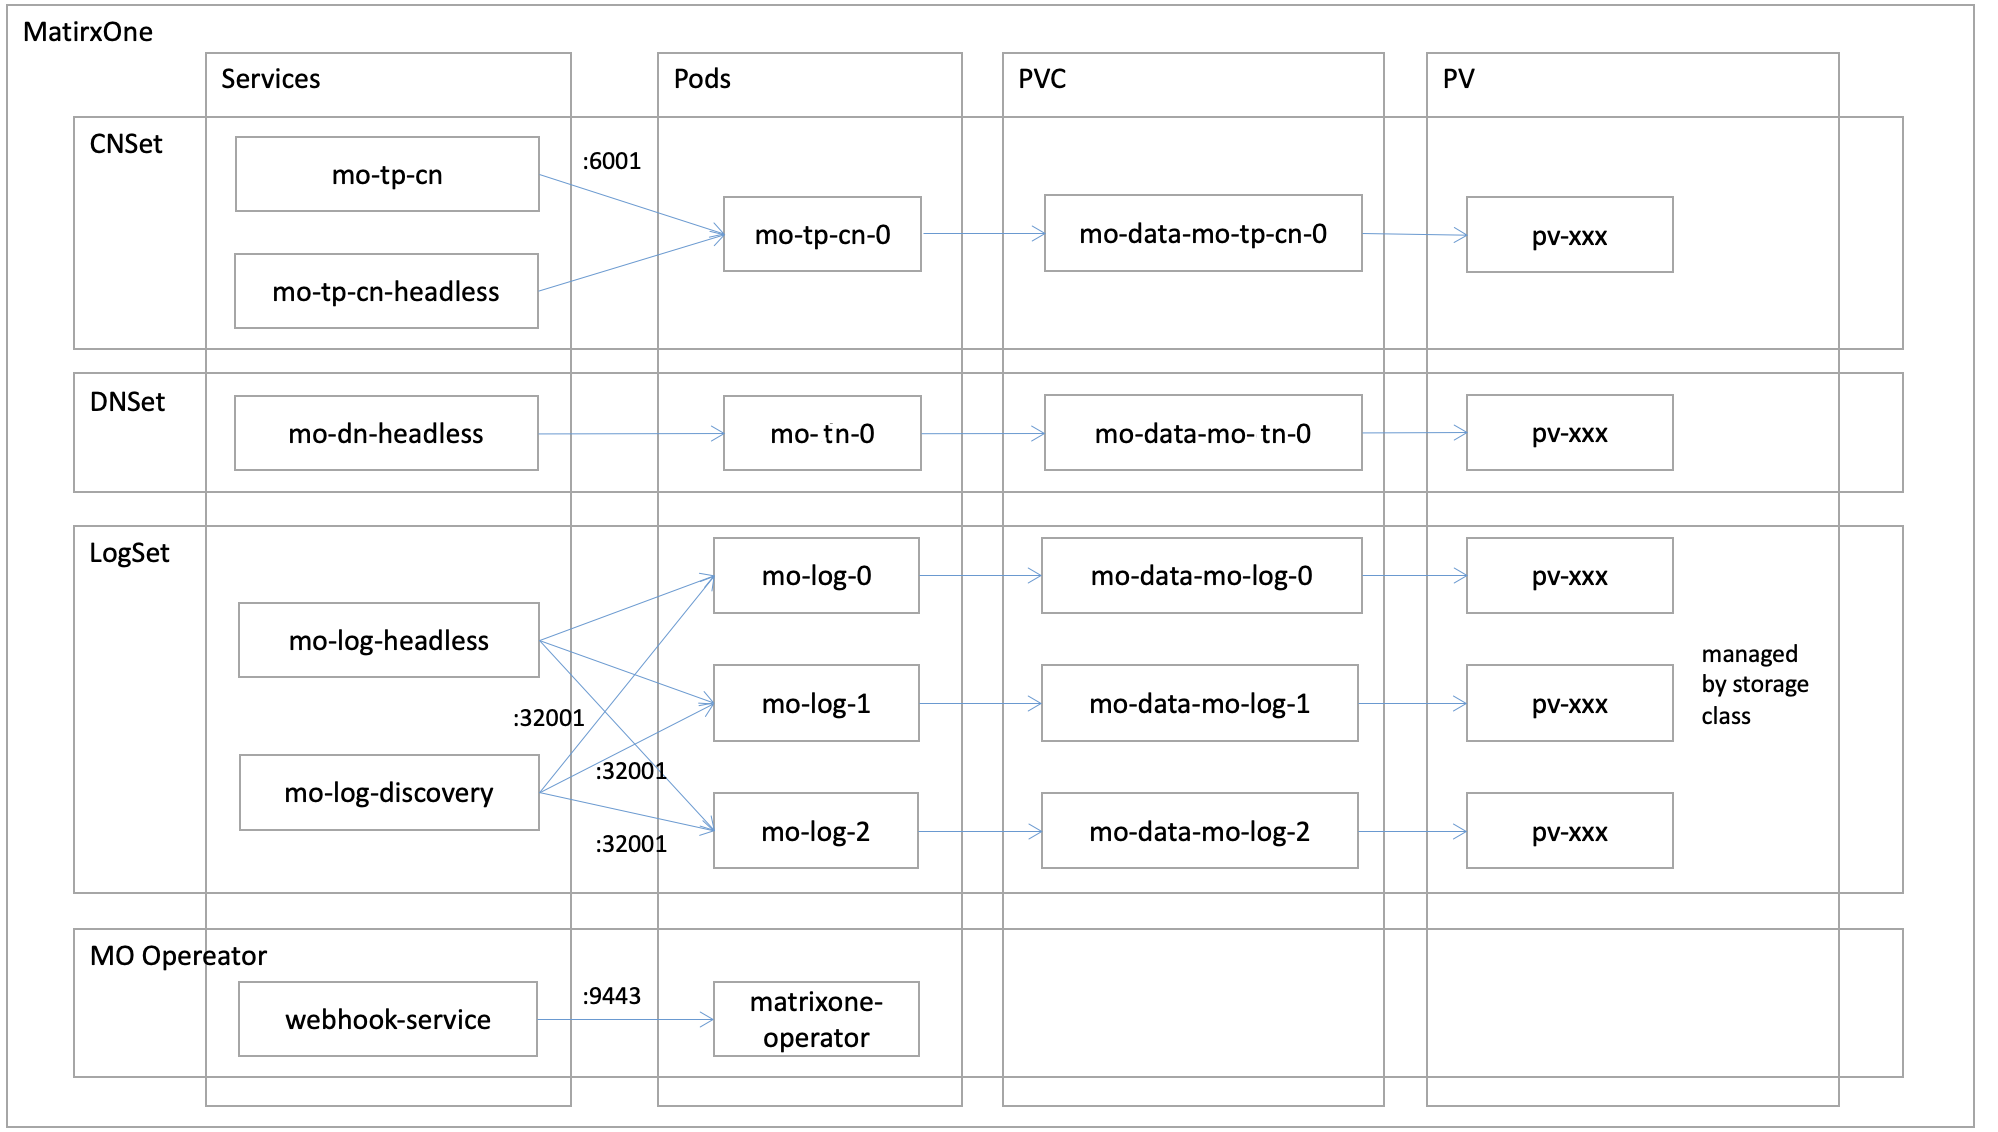 MatirxOne
Services
Pods
PVC
PV
CNSet
mo-tp-cn
:6001
mo-tp-cn-headless
mo-tp-cn-0
mo-data-mo-tp-cn-0
pv-xxx
DNSet
mo-dn-headless
mo- tn-0
mo-data-mo- tn-0
pv-xxx
LogSet
mo-log-headless
mo-log-discovery
:32001
:32001
:32001
mo-log-0
mo-data-mo-log-0
pv-xxx
mo-log-1
mo-data-mo-log-1
pv-xxx
mo-log-2
mo-data-mo-log-2
pv-xxx
managed
by storage
class
MO Opereator
webhook-service
:9443
matrixone-
operator